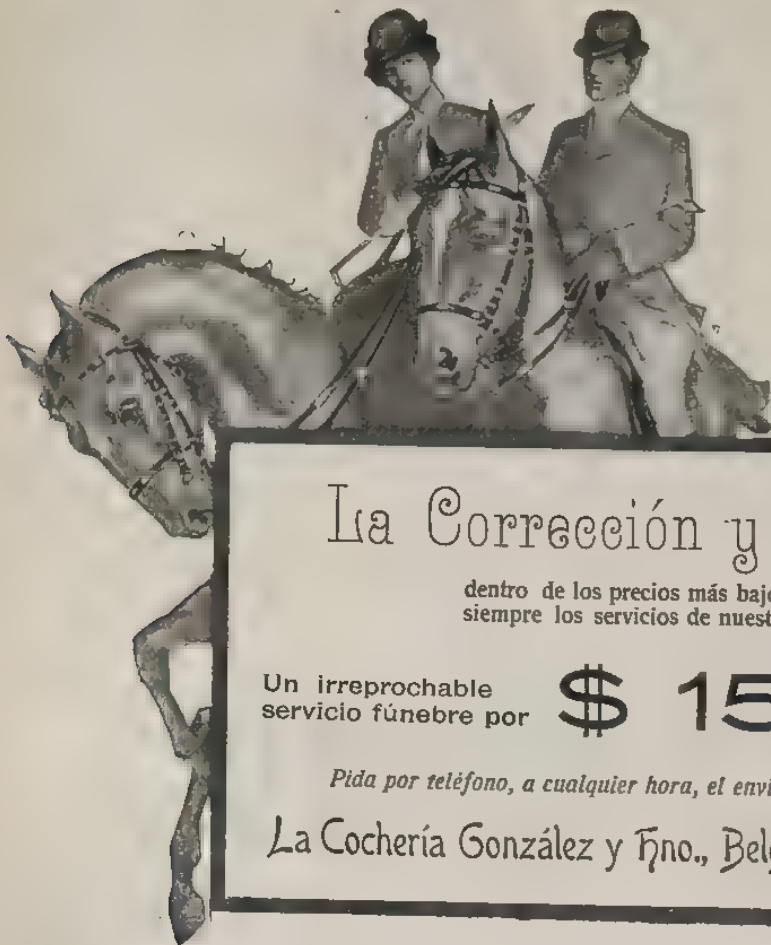 La Corrección y
dentro de los precios más baj
siempre los servicios de nuest
Un irreprochable
servicio fúnebre por $ 15
Pida por teléfono, a cualquier hora, el envi
La Cochería González y Hno., Belg